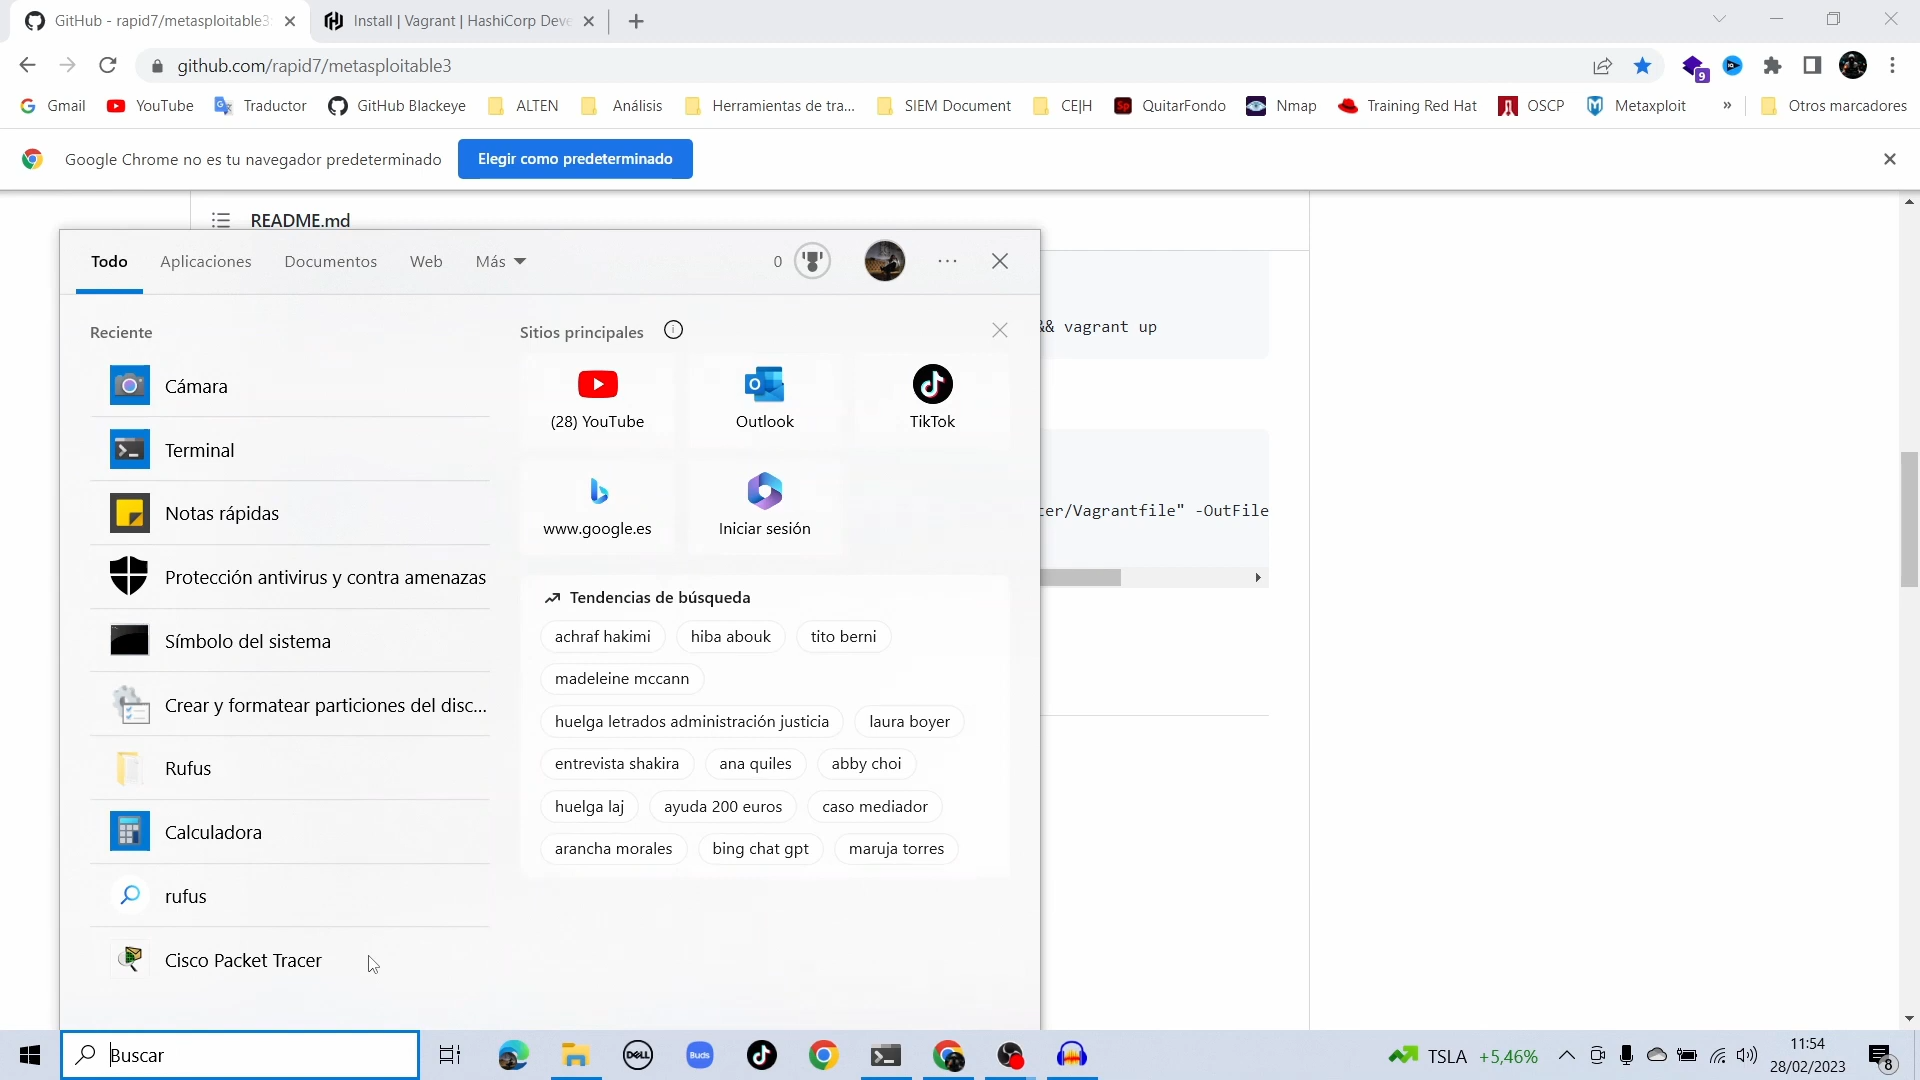 GitHub - rapid7/metasploitable3:
Install | Vagrant | HashiCorp Deve
github.com/rapid7/metasploitable3
9
Gmail
YouTube
Traductor
GitHub Blackeye
ALTEN
Análisis
Herramientas de tra...
SIEM Document
CE|H
Sp
QuitarFondo
Nmap
Training Red Hat
OSCP
Metaxploit
»
Otros marcadores
Google Chrome no es tu navegador predeterminado
Elegir como predeterminado
README.md
Todo
Aplicaciones
Documentos
Web
Más
0
Reciente
Cámara
Terminal
Notas rápidas
Protección antivirus y contra amenazas
Símbolo del sistema
Crear y formatear particiones del disc...
Rufus
Calculadora
rufus
Cisco Packet Tracer
Sitios principales
(28) YouTube
Outlook
TikTok
www.google.es
Iniciar sesión
Tendencias de búsqueda
achraf hakimi
hiba abouk
tito berni
madeleine mccann
huelga letrados administración justicia
laura boyer
entrevista shakira
ana quiles
abby choi
huelga laj
ayuda 200 euros
caso mediador
arancha morales
bing chat gpt
maruja torres
&& vagrant up
ter/Vagrantfile" -OutFile
Buscar
DELL
Buds
TSLA +5,46%
11:54
28/02/2023
8